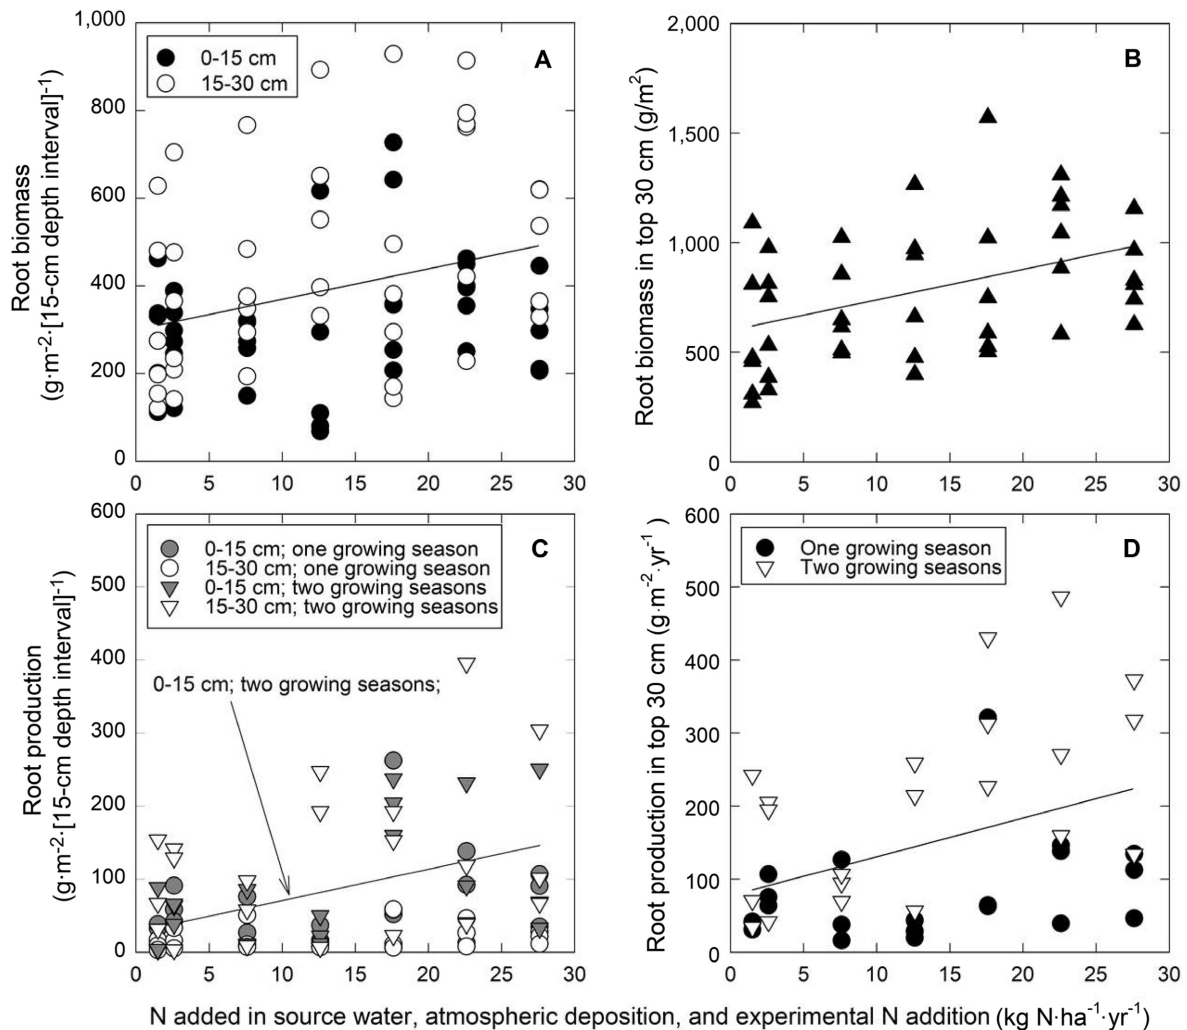 1,000
800
600
400
200
0
0 5 10 15 20 25 30
Root biomass
(g·m-2·[15-cm depth interval]-1)
0-15 cm
15-30 cm
A
2,000
1,500
1,000
500
0
0 5 10 15 20 25 30
Root biomass in top 30 cm (g/m2)
B
600
500
400
300
200
100
0
0 5 10 15 20 25 30
Root production
(g·m-2·[15-cm depth interval]-1)
0-15 cm; one growing season
15-30 cm; one growing season
0-15 cm; two growing seasons
15-30 cm; two growing seasons
C
0-15 cm; two growing seasons;
600
500
400
300
200
100
0
0 5 10 15 20 25 30
Root production in top 30 cm (g·m-2·yr-1)
One growing season
Two growing seasons
D
N added in source water, atmospheric deposition, and experimental N addition (kg N·ha-1·yr-1)